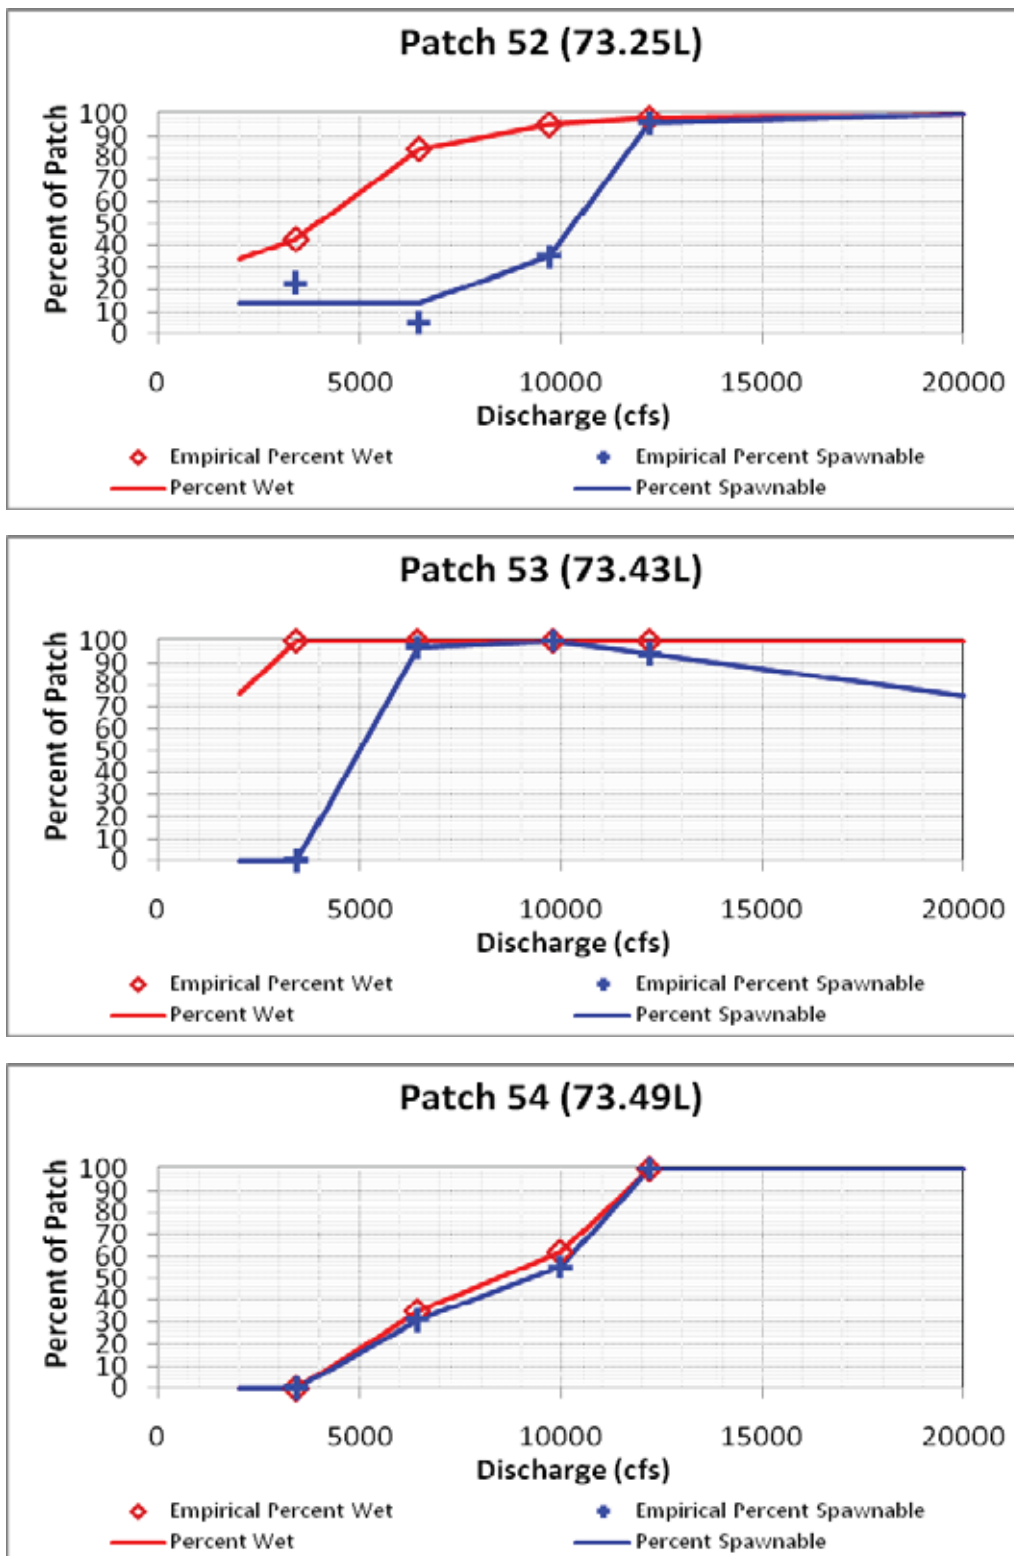 Patch 52 (73.25L)
Percent of Patch
100
90
80
70
60
50
40
30
20
10
0
0 5000 10000 15000 20000
Discharge (cfs)
Empirical Percent Wet Empirical Percent Spawnable
Percent Wet Percent Spawnable
Patch 53 (73.43L)
Percent of Patch
100
90
80
70
60
50
40
30
20
10
0
0 5000 10000 15000 20000
Discharge (cfs)
Empirical Percent Wet Empirical Percent Spawnable
Percent Wet Percent Spawnable
Patch 54 (73.49L)
Percent of Patch
100
90
80
70
60
50
40
30
20
10
0
0 5000 10000 15000 20000
Discharge (cfs)
Empirical Percent Wet Empirical Percent Spawnable
Percent Wet Percent Spawnable